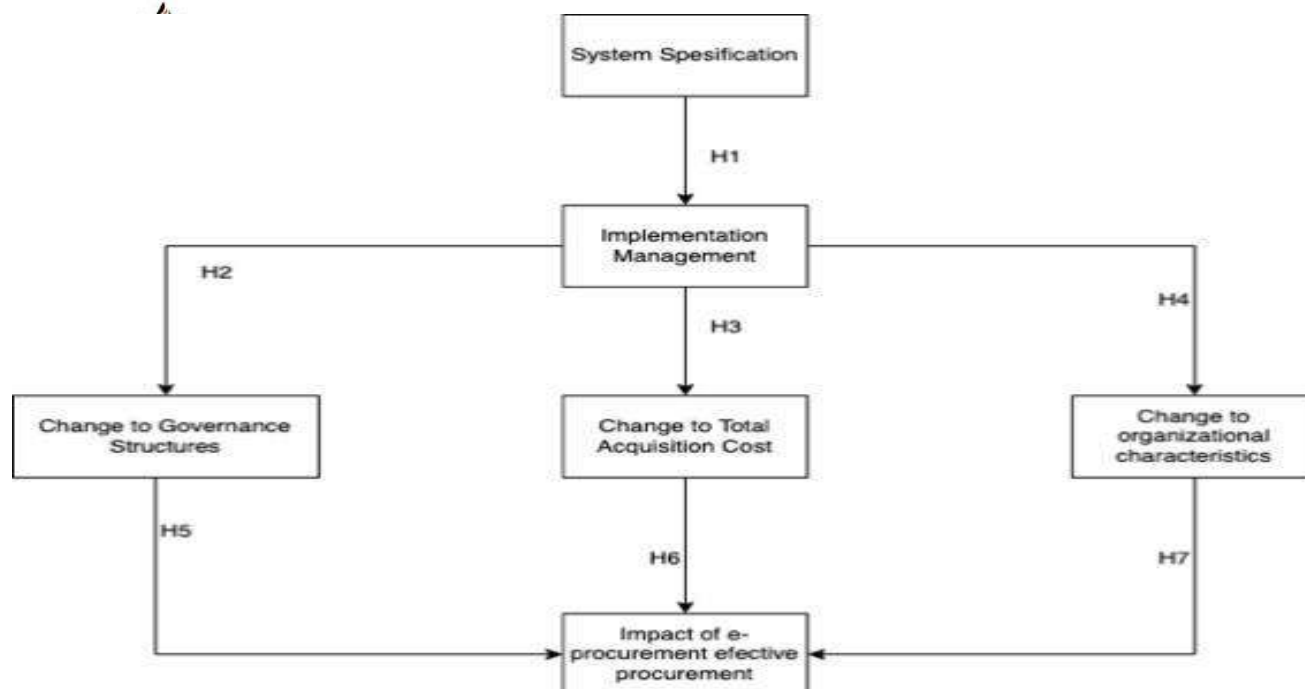 System Spesification
H1
Implementation
Management
H2
H3
H4
Change to Governance
Structures
Change to Total
Acquisition Cost
Change to
organizational
characteristics
H5
H6
H7
Impact of e-
procurement efective
procurement